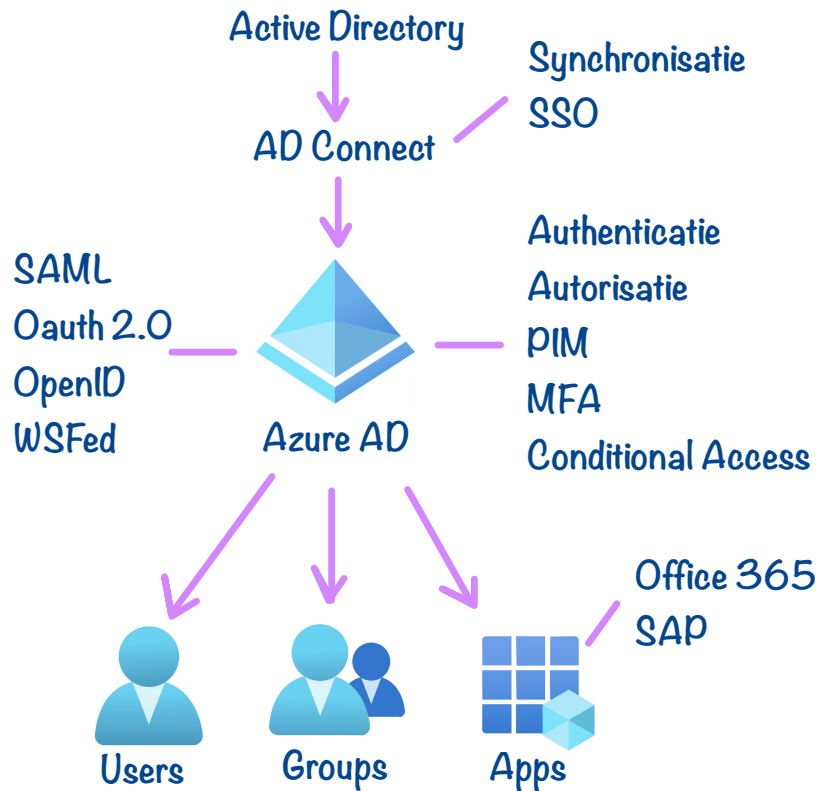 Active Directory
Synchronisatie
SSO
AD Connect
Authenticatie
Autorisatie
PIM
MFA
Conditional Access
SAML
Oauth 2.0
OpenID
WSFed
Azure AD
Office 365
SAP
Users
Groups
Apps